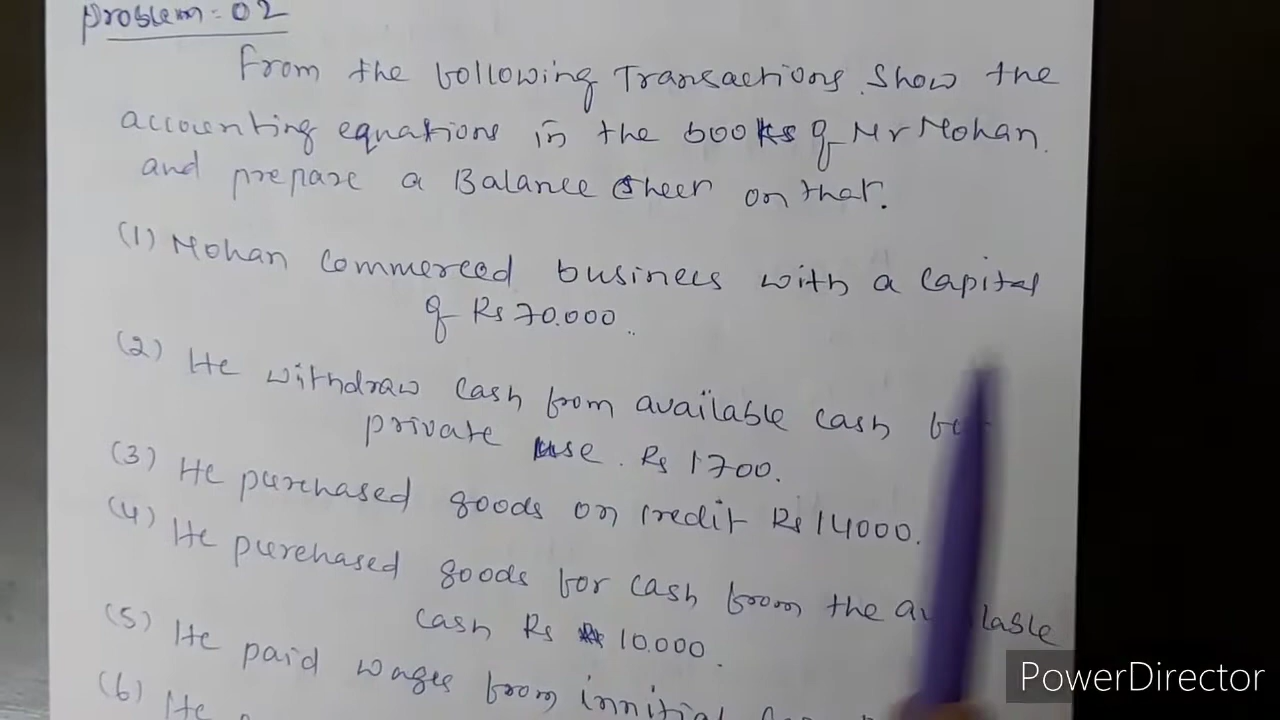 Problem:02
From the following Transactions. Show the
accounting equations in the books of Mr Mohan.
and prepare a Balance Sheet on that.
(1) Mohan commerced business with a capital
of Rs 70.000..
(2) He withdraw cash from available cash
private use. Rs 1700.
(3) He purchased goods on credit Rs 14000.
(4) He purchased goods for cash from the available
cash Rs 10.000.
(5) He paid wages from innitial
(6) He
PowerDirector